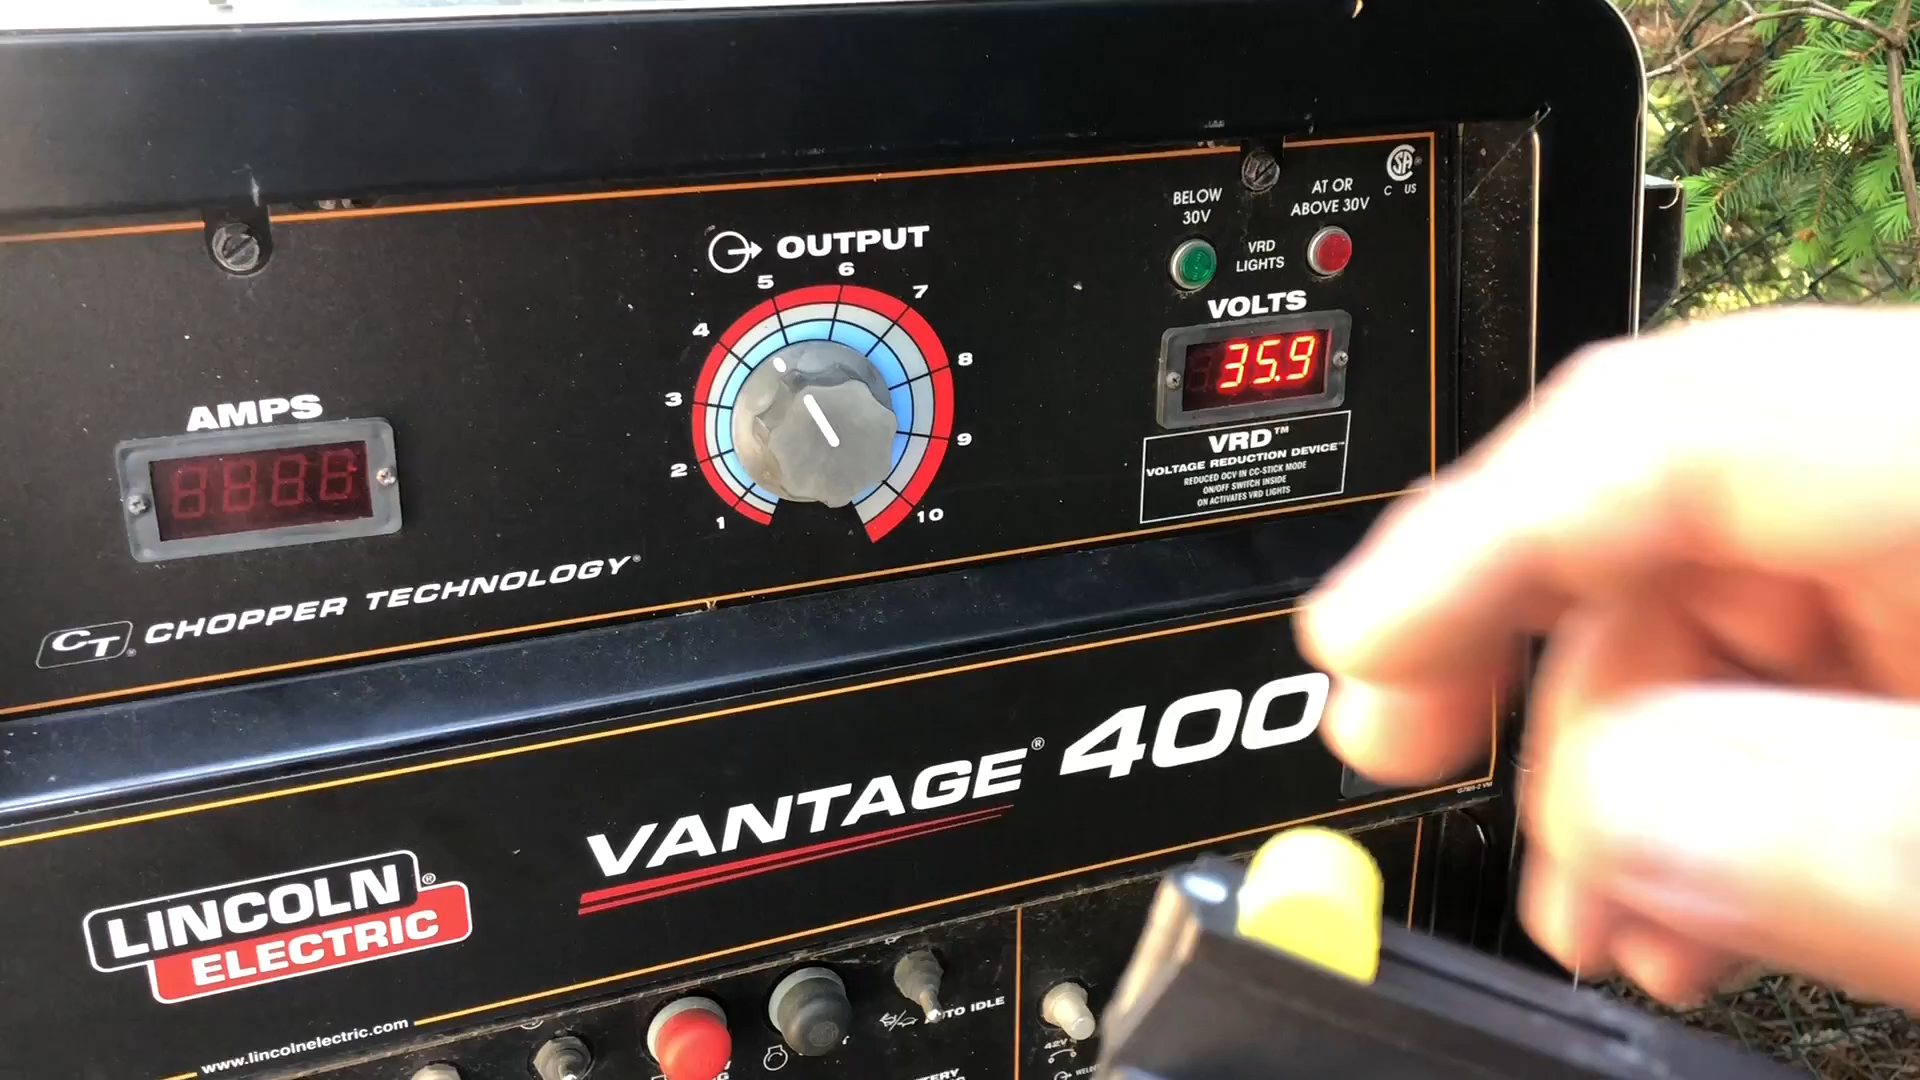 OUTPUT
1
2
3
4
5
6
7
8
9
10
BELOW
30V
VRD
LIGHTS
AT OR
ABOVE 30V
C US
VOLTS
35.9
VRD™
VOLTAGE REDUCTION DEVICE™
REDUCED OCV IN CC-STICK MODE
ON/OFF SWITCH INSIDE
ON ACTIVATES VRD LIGHTS
AMPS
CT® CHOPPER TECHNOLOGY®
VANTAGE® 400
LINCOLN®
ELECTRIC
www.lincolnelectric.com
AUTO IDLE
42V